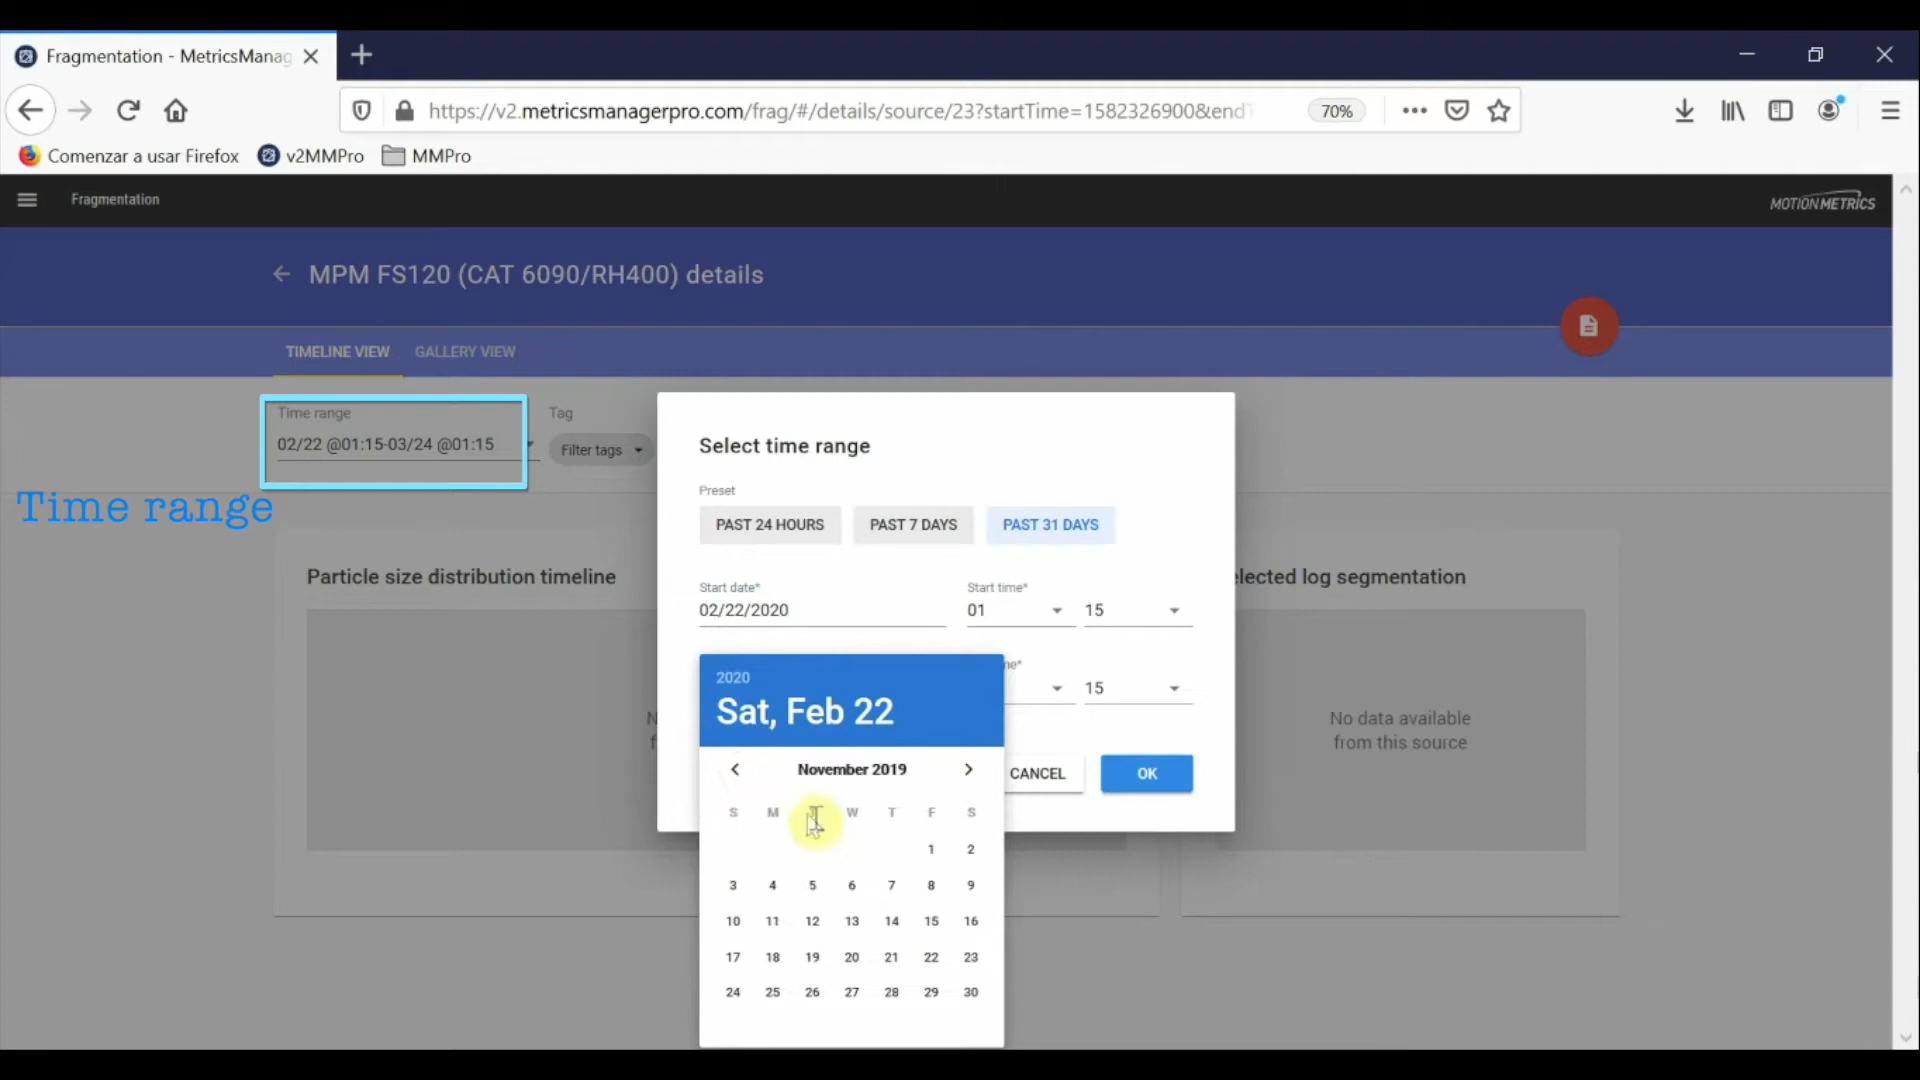 Fragmentation - MetricsManag
https://v2.metricsmanagerpro.com/frag/#/details/source/23?startTime=1582326900&end
70%
Comenzar a usar Firefox
v2MMPro
MMPro
Fragmentation
MOTION METRICS
MPM FS120 (CAT 6090/RH400) details
TIMELINE VIEW
GALLERY VIEW
Time range
02/22 @01:15-03/24 @01:15
Tag
Filter tags
Time range
Select time range
Preset
PAST 24 HOURS
PAST 7 DAYS
PAST 31 DAYS
Start date*
02/22/2020
Start time*
01
15
me*
15
2020
Sat, Feb 22
November 2019
S M T W T F S
1 2
3 4 5 6 7 8 9
10 11 12 13 14 15 16
17 18 19 20 21 22 23
24 25 26 27 28 29 30
CANCEL
OK
Particle size distribution timeline
elected log segmentation
No data available
from this source